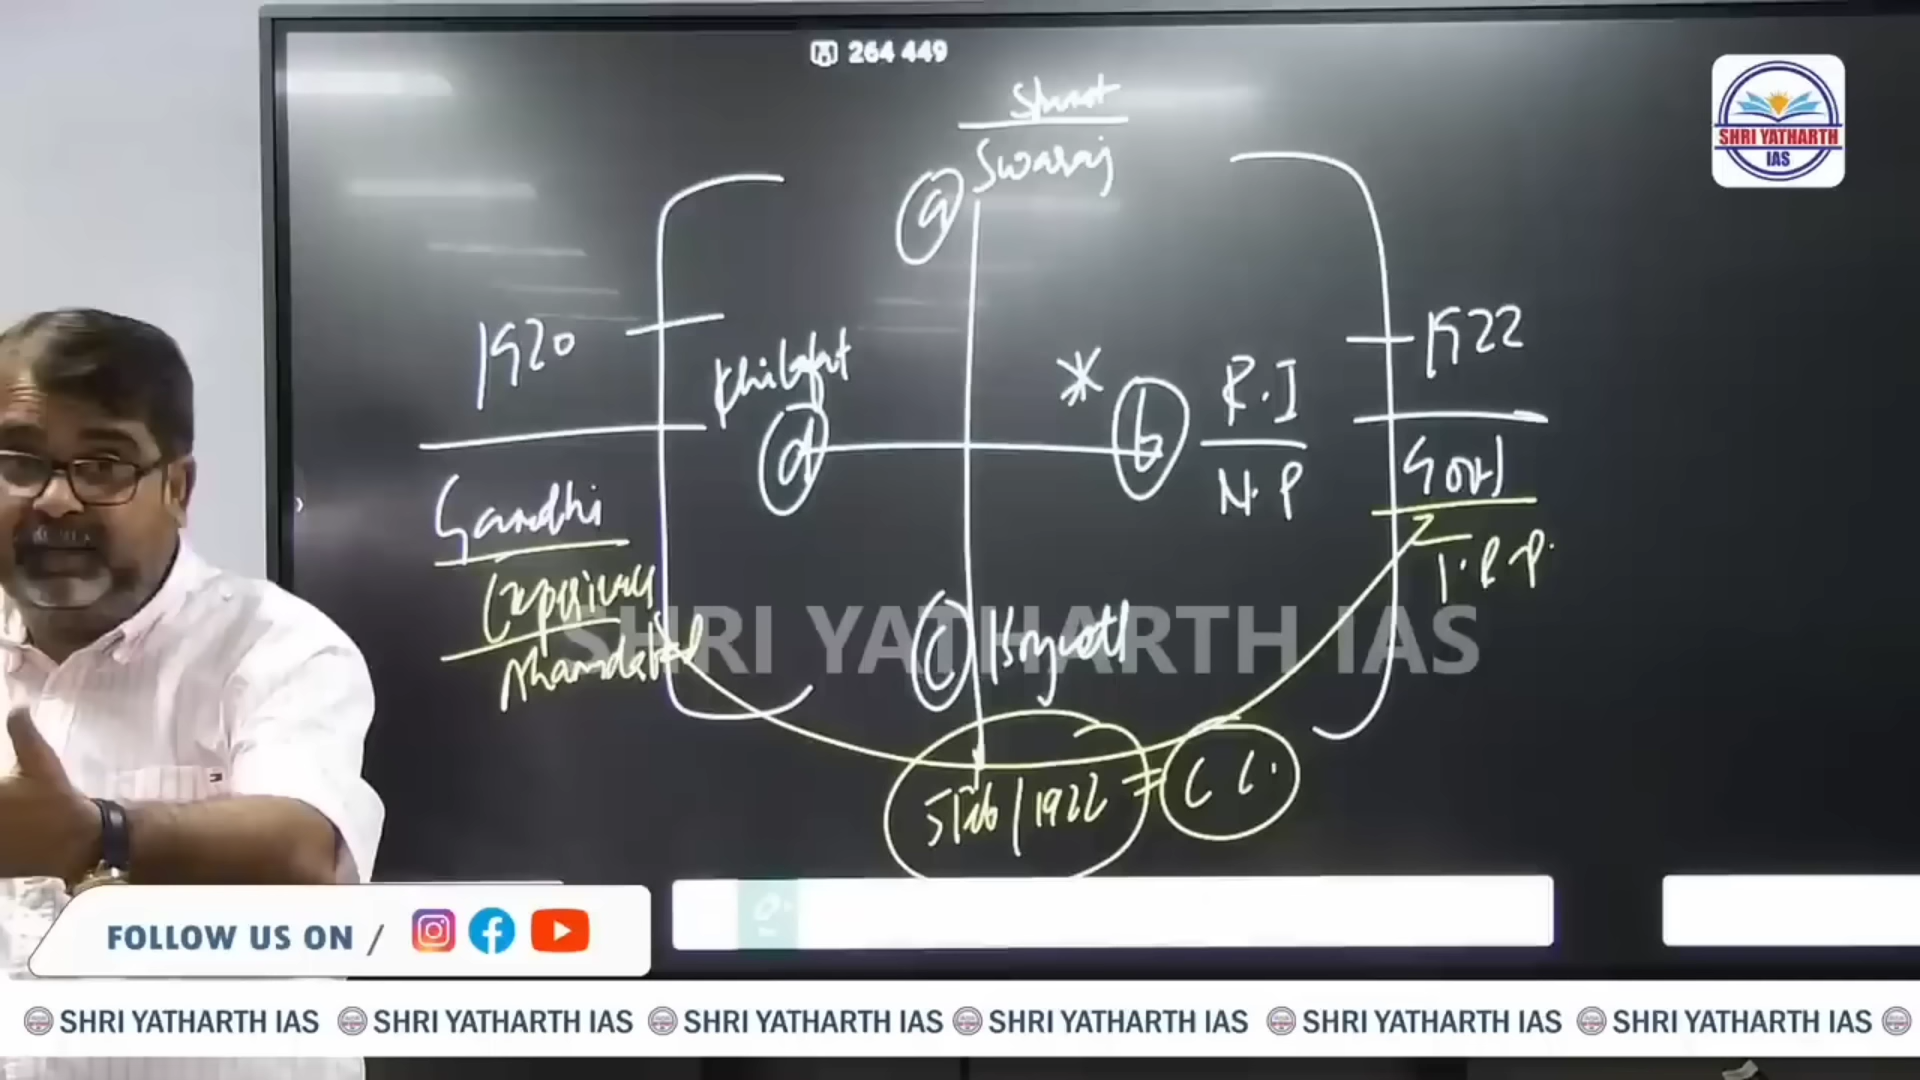 264 449
SHRI YATHARTH
IAS
Swaraj
a
1920
Khilafat
*
R.I
1922
d
b
N.P
Govt
Gandhi
I.P.P.
SHRI YATHARTH IAS
c
Boycott
Ahmdabad
5 Feb/1922 = C C.
FOLLOW US ON /
SHRI YATHARTH IAS SHRI YATHARTH IAS SHRI YATHARTH IAS SHRI YATHARTH IAS SHRI YATHARTH IAS SHRI YATHARTH IAS